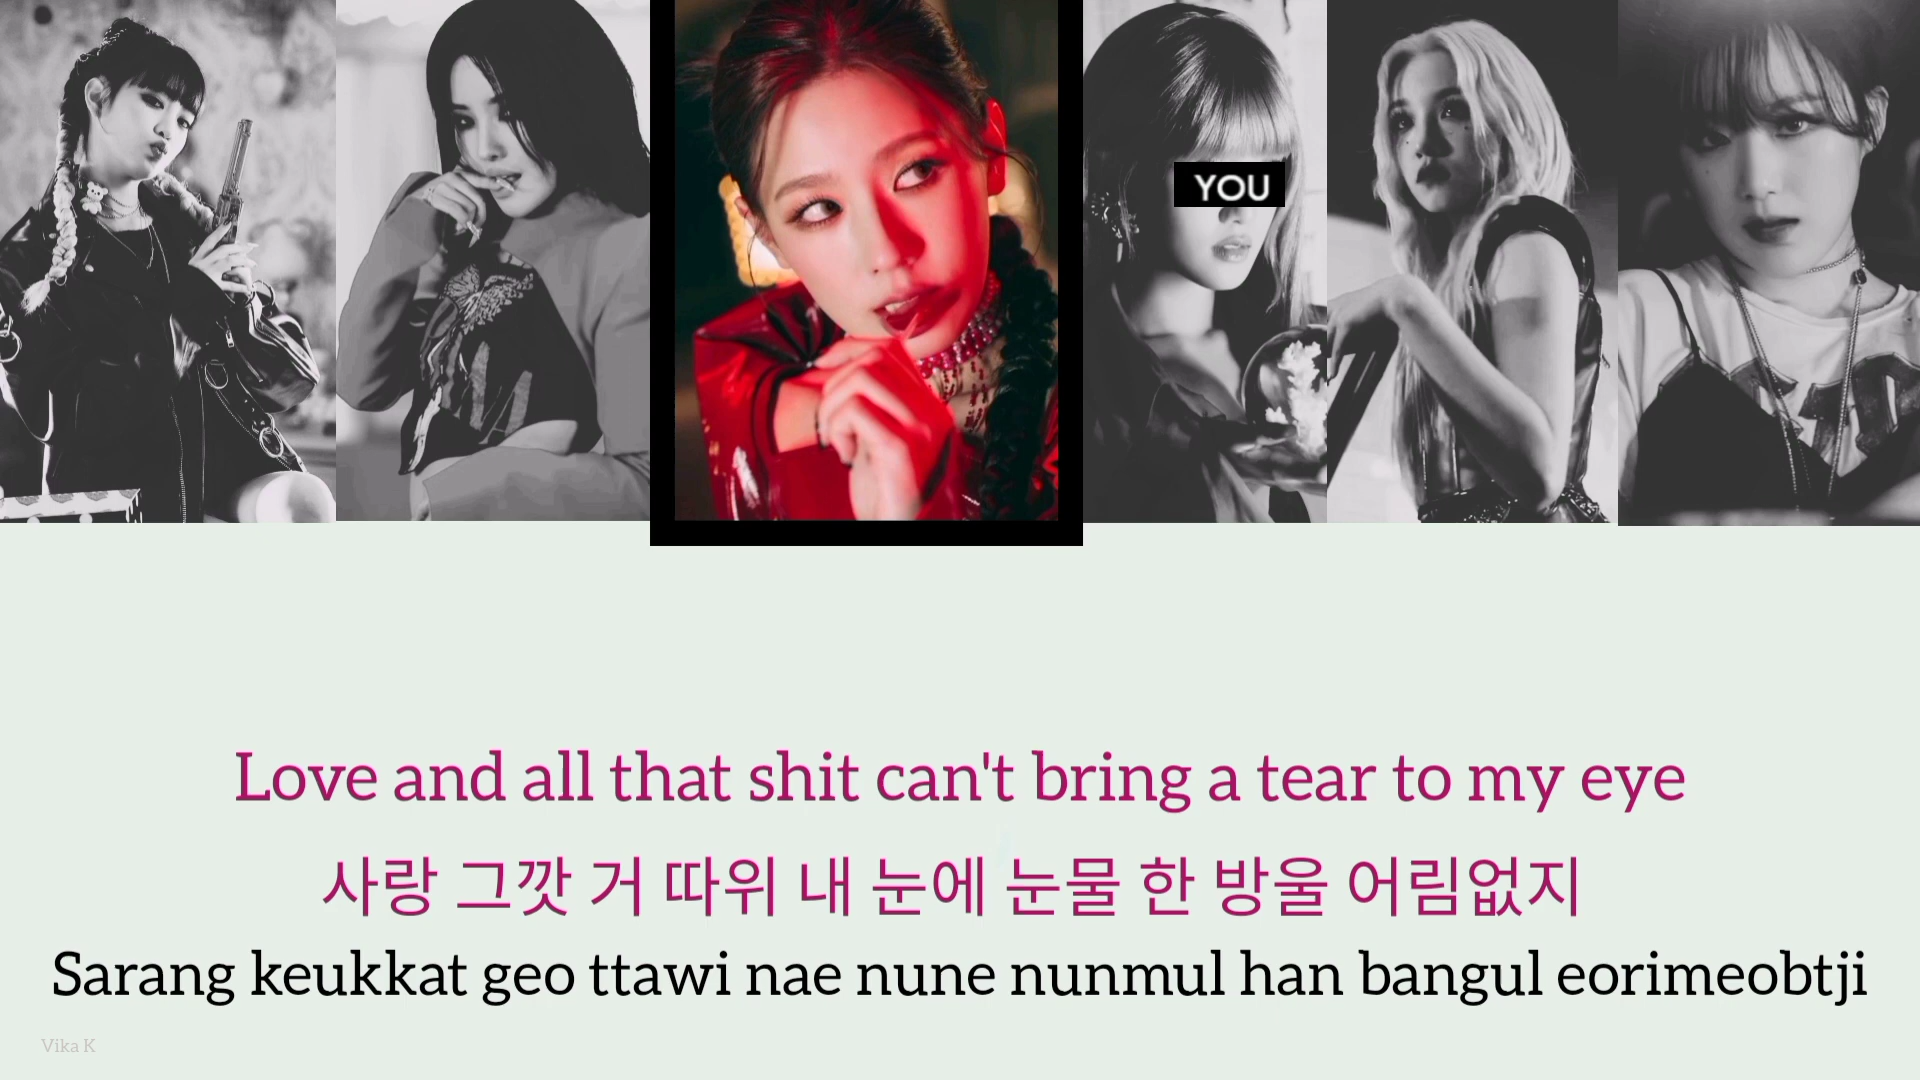 YOU
Love and all that shit can't bring a tear to my eye
사랑 그깟 거 따위 내 눈에 눈물 한 방울 어림없지
Sarang keukkat geo ttawi nae nune nunmul han bangul eorimeobtji
Vika K